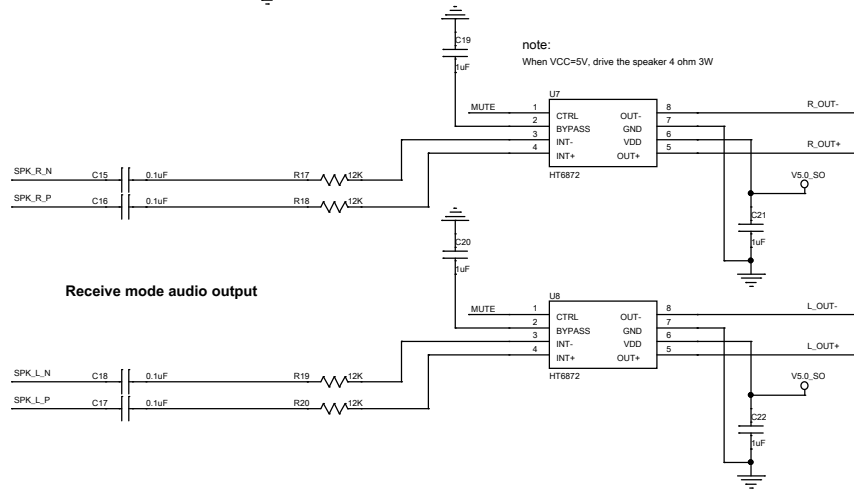 C19
1uF
note:
When VCC=5V, drive the speaker 4 ohm 3W
U7
MUTE 1 CTRL OUT- 8 R_OUT-
2 BYPASS GND 7
3 INT- VDD 6
4 INT+ OUT+ 5 R_OUT+
HT6872
SPK_R_N C15 0.1uF R17 12K
V5.0_SO
SPK_R_P C16 0.1uF R18 12K
C21
1uF
C20
1uF
Receive mode audio output
U8
MUTE 1 CTRL OUT- 8 L_OUT-
2 BYPASS GND 7
3 INT- VDD 6
4 INT+ OUT+ 5 L_OUT+
HT6872
SPK_L_N C18 0.1uF R19 12K
V5.0_SO
SPK_L_P C17 0.1uF R20 12K
C22
1uF